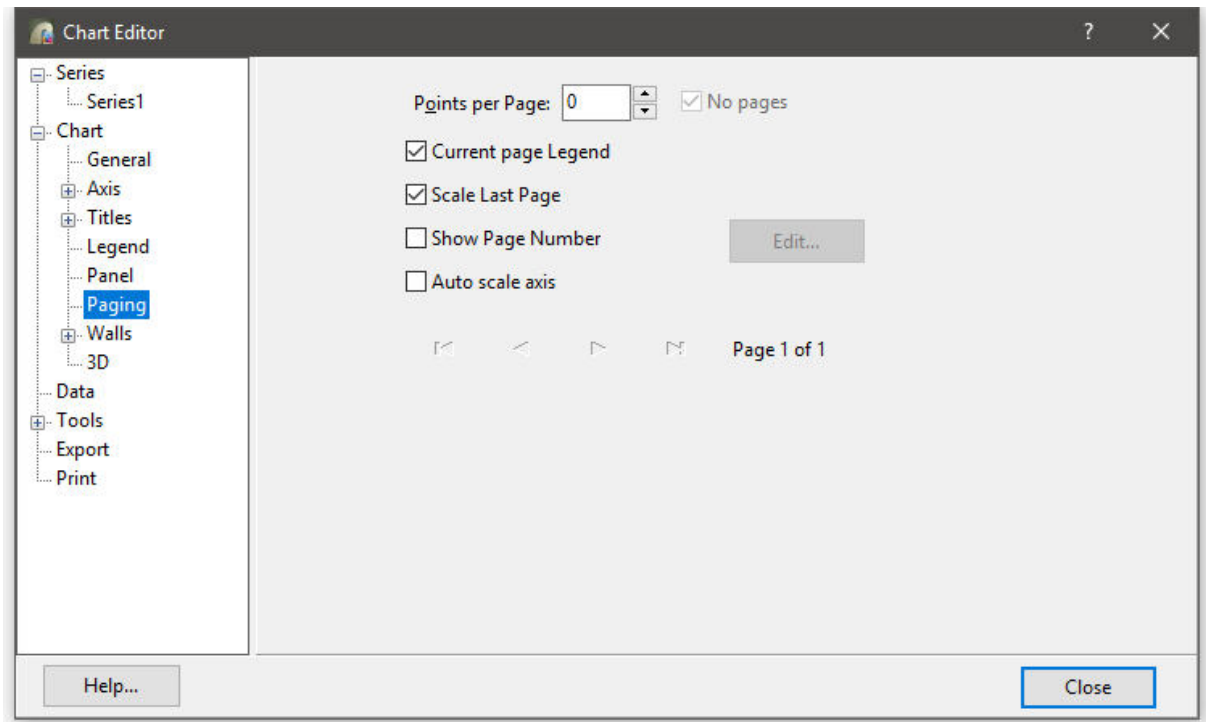 Chart Editor
?
Series
Series1
Chart
General
Axis
Titles
Legend
Panel
Paging
Walls
3D
Data
Tools
Export
Print
Points per Page: 0
No pages
Current page Legend
Scale Last Page
Show Page Number
Edit...
Auto scale axis
Page 1 of 1
Help...
Close